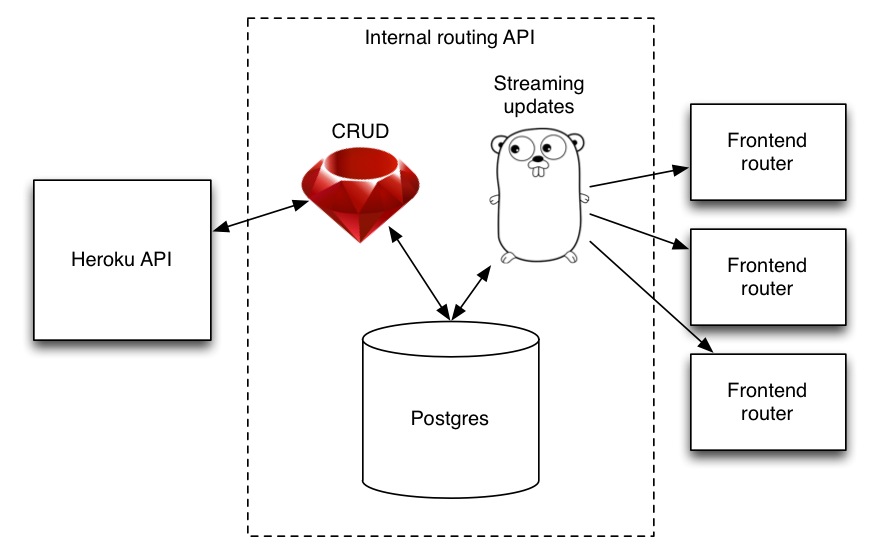 Internal routing API
Streaming
updates
CRUD
Heroku API
Postgres
Frontend
router
Frontend
router
Frontend
router